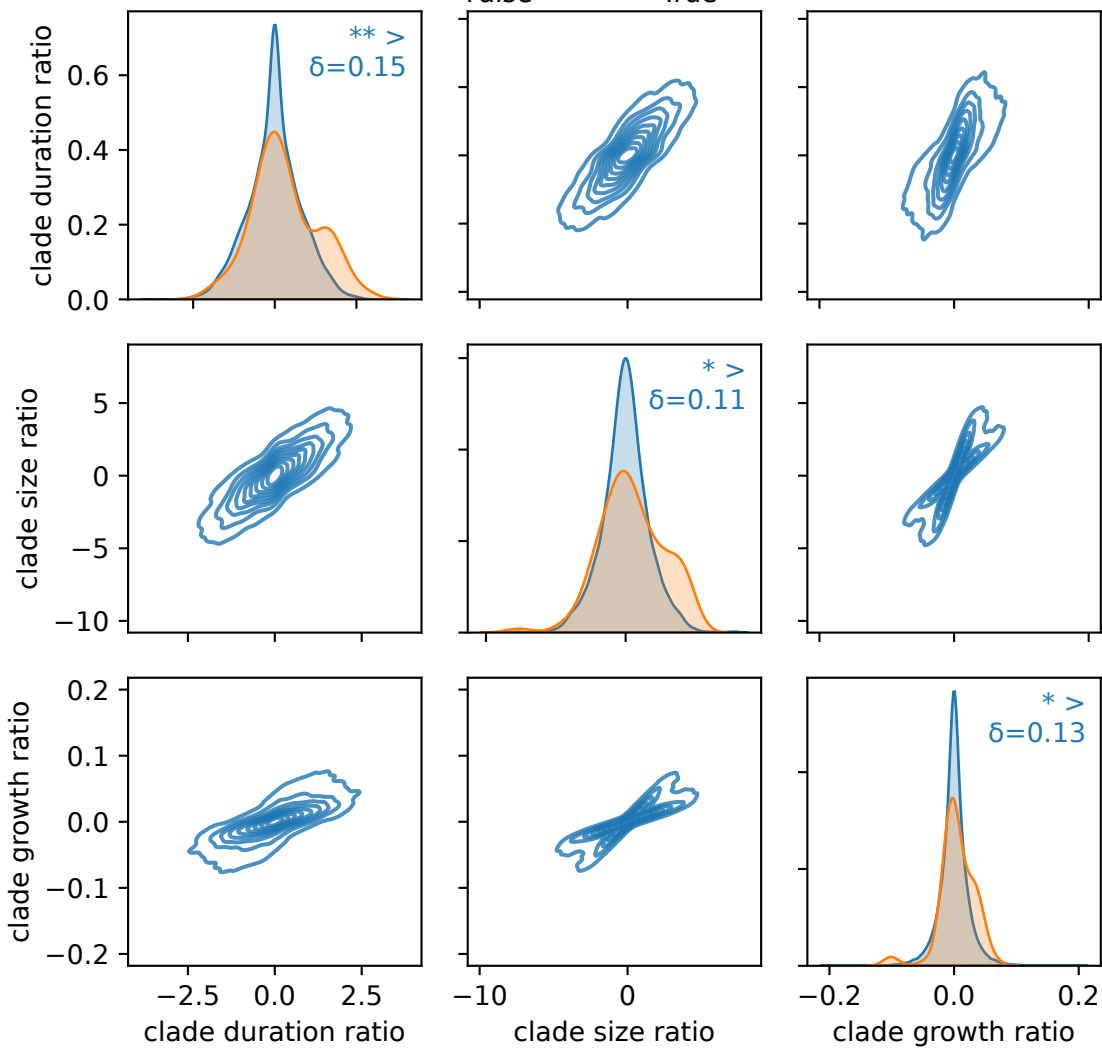 True
clade duration ratio
0.6
0.4
0.2
0.0
** >
δ=0.15
clade size ratio
5
0
−5
−10
* >
δ=0.11
clade growth ratio
0.2
0.1
0.0
−0.1
−0.2
* >
δ=0.13
−2.5
0.0
2.5
−10
0
−0.2
0.0
0.2
clade duration ratio
clade size ratio
clade growth ratio